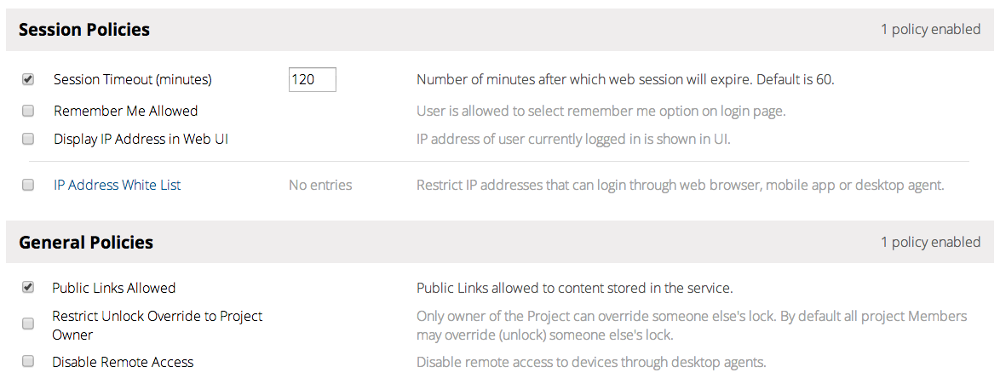 Session Policies 1 policy enabled
Session Timeout (minutes) 120 Number of minutes after which web session will expire. Default is 60.
Remember Me Allowed User is allowed to select remember me option on login page.
Display IP Address in Web UI IP address of user currently logged in is shown in UI.
IP Address White List No entries Restrict IP addresses that can login through web browser, mobile app or desktop agent.
General Policies 1 policy enabled
Public Links Allowed Public Links allowed to content stored in the service.
Restrict Unlock Override to Project Only owner of the Project can override someone else's lock. By default all project Members
Owner may override (unlock) someone else's lock.
Disable Remote Access Disable remote access to devices through desktop agents.